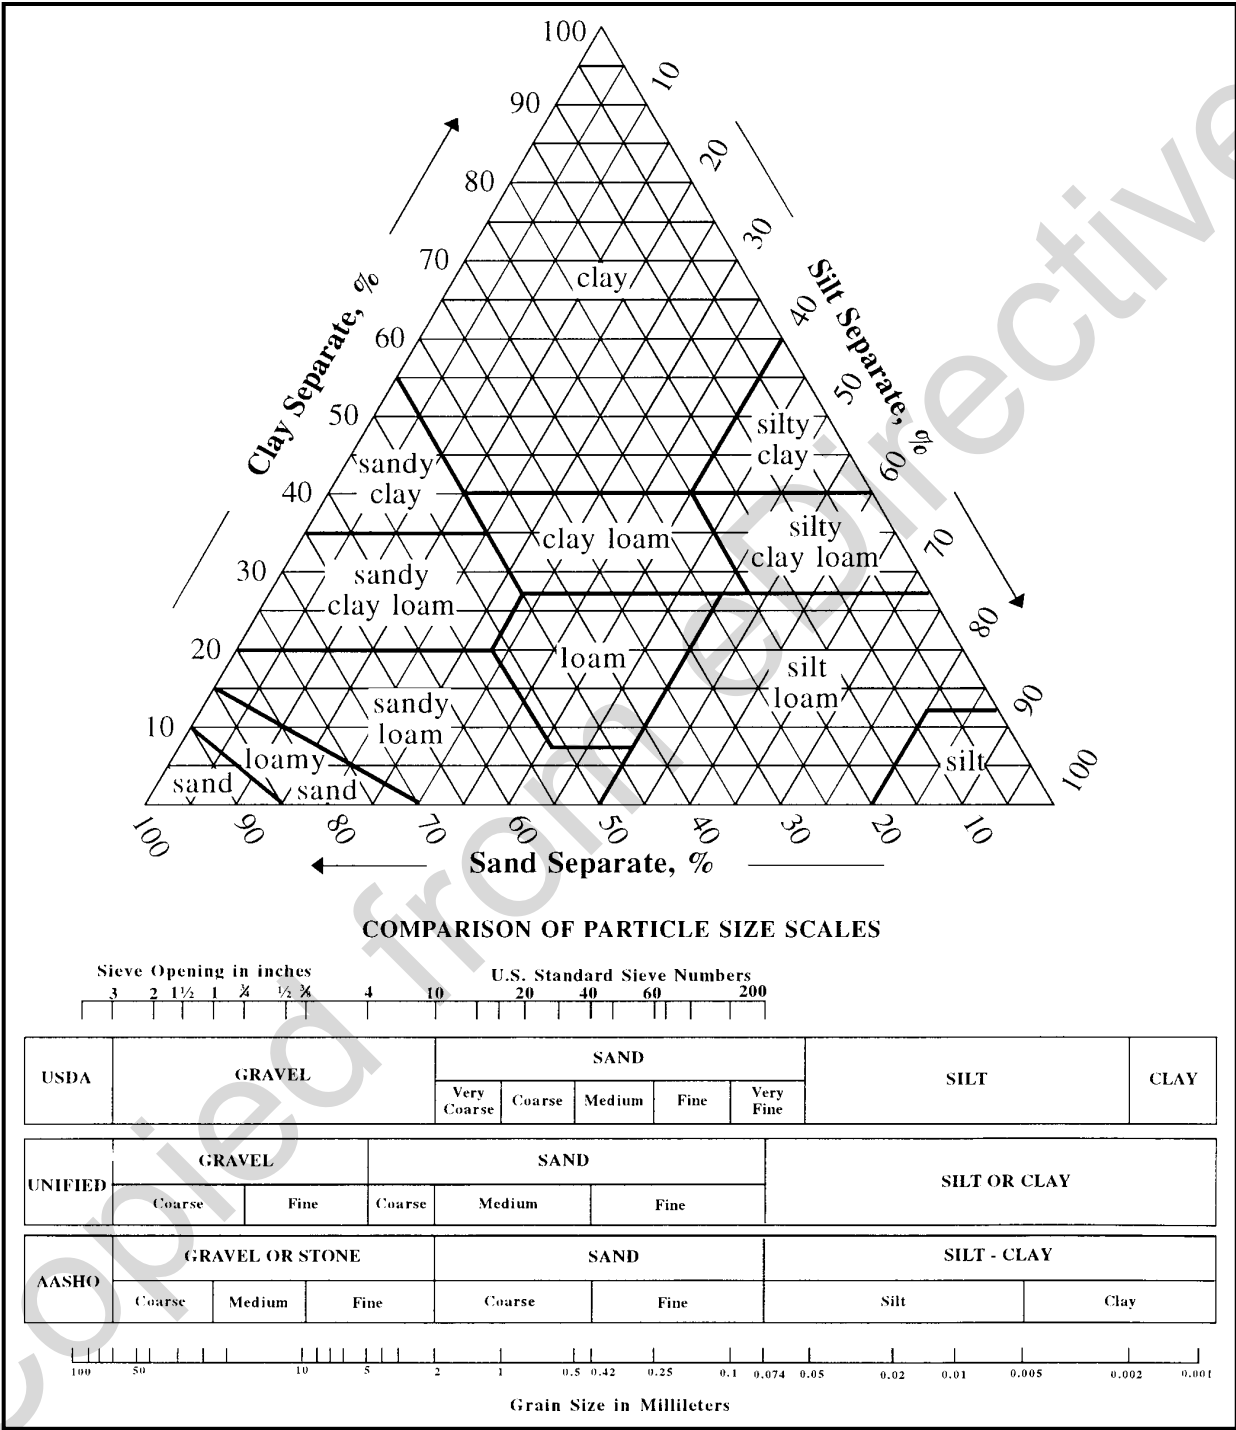 100
10
90
20
80
30
70
clay
40
60
Clay Separate, %
Silt Separate, %
50
50
silty
clay
60
sandy
clay
40
clay loam
silty
clay loam
70
30
sandy
clay loam
80
20
loam
silt
loam
90
sandy
loam
10
loamy
sand
silt
100
sand
100
90
80
70
60
50
40
30
20
10
Sand Separate, %
COMPARISON OF PARTICLE SIZE SCALES
Sieve Opening in inches
U.S. Standard Sieve Numbers
3 2 1½ 1 ¾ ½ ⅜ 4 10 20 40 60 200
USDA
GRAVEL
SAND
SILT
CLAY
Very Coarse
Coarse
Medium
Fine
Very Fine
UNIFIED
GRAVEL
SAND
SILT OR CLAY
Coarse
Fine
Coarse
Medium
Fine
AASHO
GRAVEL OR STONE
SAND
SILT - CLAY
Coarse
Medium
Fine
Coarse
Fine
Silt
Clay
100 50 10 5 2 1 0.5 0.42 0.25 0.1 0.074 0.05 0.02 0.01 0.005 0.002 0.001
Grain Size in Millileters
copied from eDirective